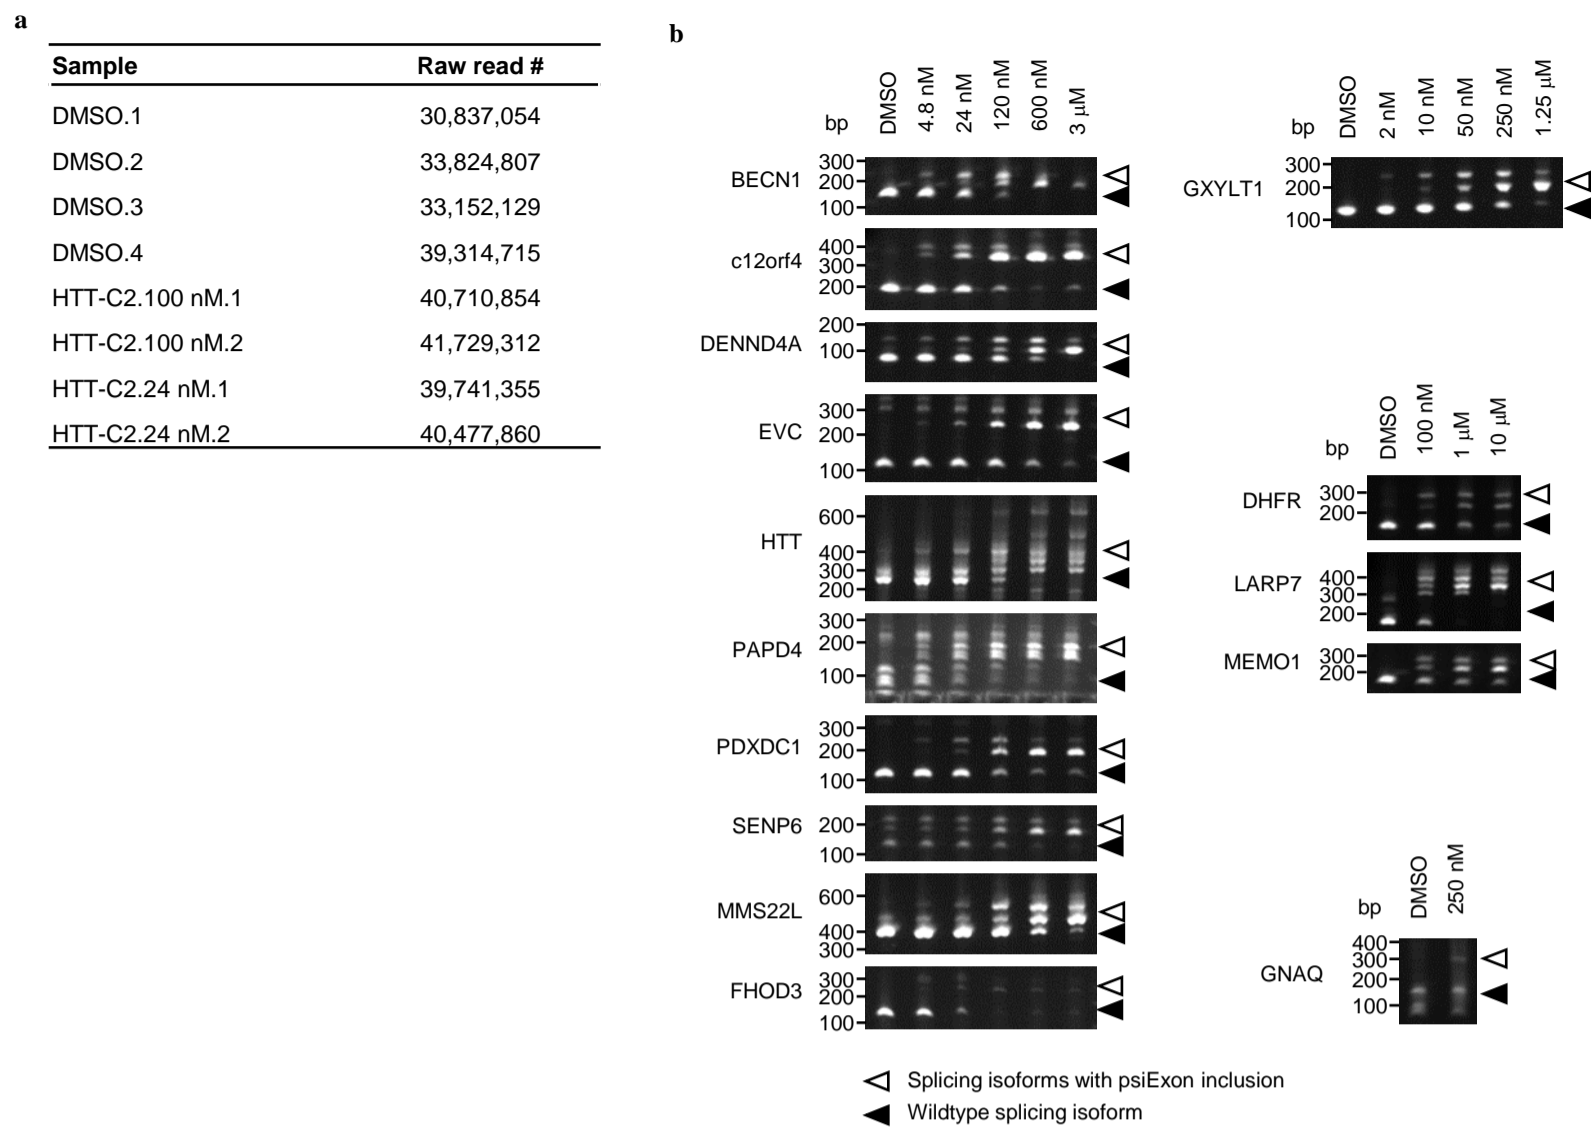 a
Sample Raw read #
DMSO.1 30,837,054
DMSO.2 33,824,807
DMSO.3 33,152,129
DMSO.4 39,314,715
HTT-C2.100 nM.1 40,710,854
HTT-C2.100 nM.2 41,729,312
HTT-C2.24 nM.1 39,741,355
HTT-C2.24 nM.2 40,477,860
b
bp DMSO 4.8 nM 24 nM 120 nM 600 nM 3 µM
BECN1 300 200 100
c12orf4 400 300 200
DENND4A 200 100
EVC 300 200 100
HTT 600 400 300 200
PAPD4 300 200 100
PDXDC1 300 200 100
SENP6 200 100
MMS22L 600 400 300
FHOD3 300 200 100
bp DMSO 2 nM 10 nM 50 nM 250 nM 1.25 µM
GXYLT1 300 200 100
bp DMSO 100 nM 1 µM 10 µM
DHFR 300 200
LARP7 400 300 200
MEMO1 300 200
bp DMSO 250 nM
GNAQ 400 300 200 100
Splicing isoforms with psiExon inclusion
Wildtype splicing isoform